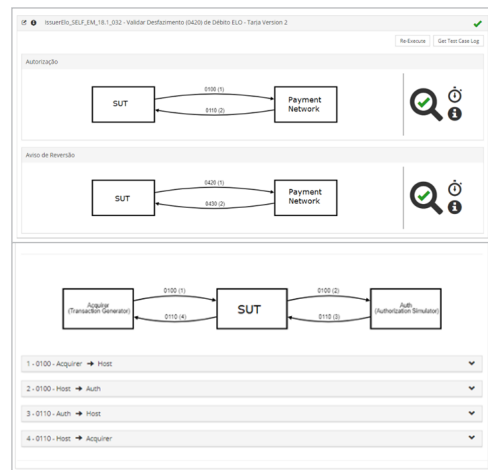 IssuerElo_SELF_EM_18.1_032 - Validar Desfazimento (0420) de Débito ELO - Tarja Version 2
Re-Execute
Get Test Case Log
Autorização
SUT
0100 (1)
0110 (2)
Payment
Network
Aviso de Reversão
SUT
0420 (1)
0430 (2)
Payment
Network
Acquirer
(Transaction Generator)
0100 (1)
0110 (4)
SUT
0100 (2)
0110 (3)
Auth
(Authorization Simulator)
1 - 0100 - Acquirer ➔ Host
2 - 0100 - Host ➔ Auth
3 - 0110 - Auth ➔ Host
4 - 0110 - Host ➔ Acquirer